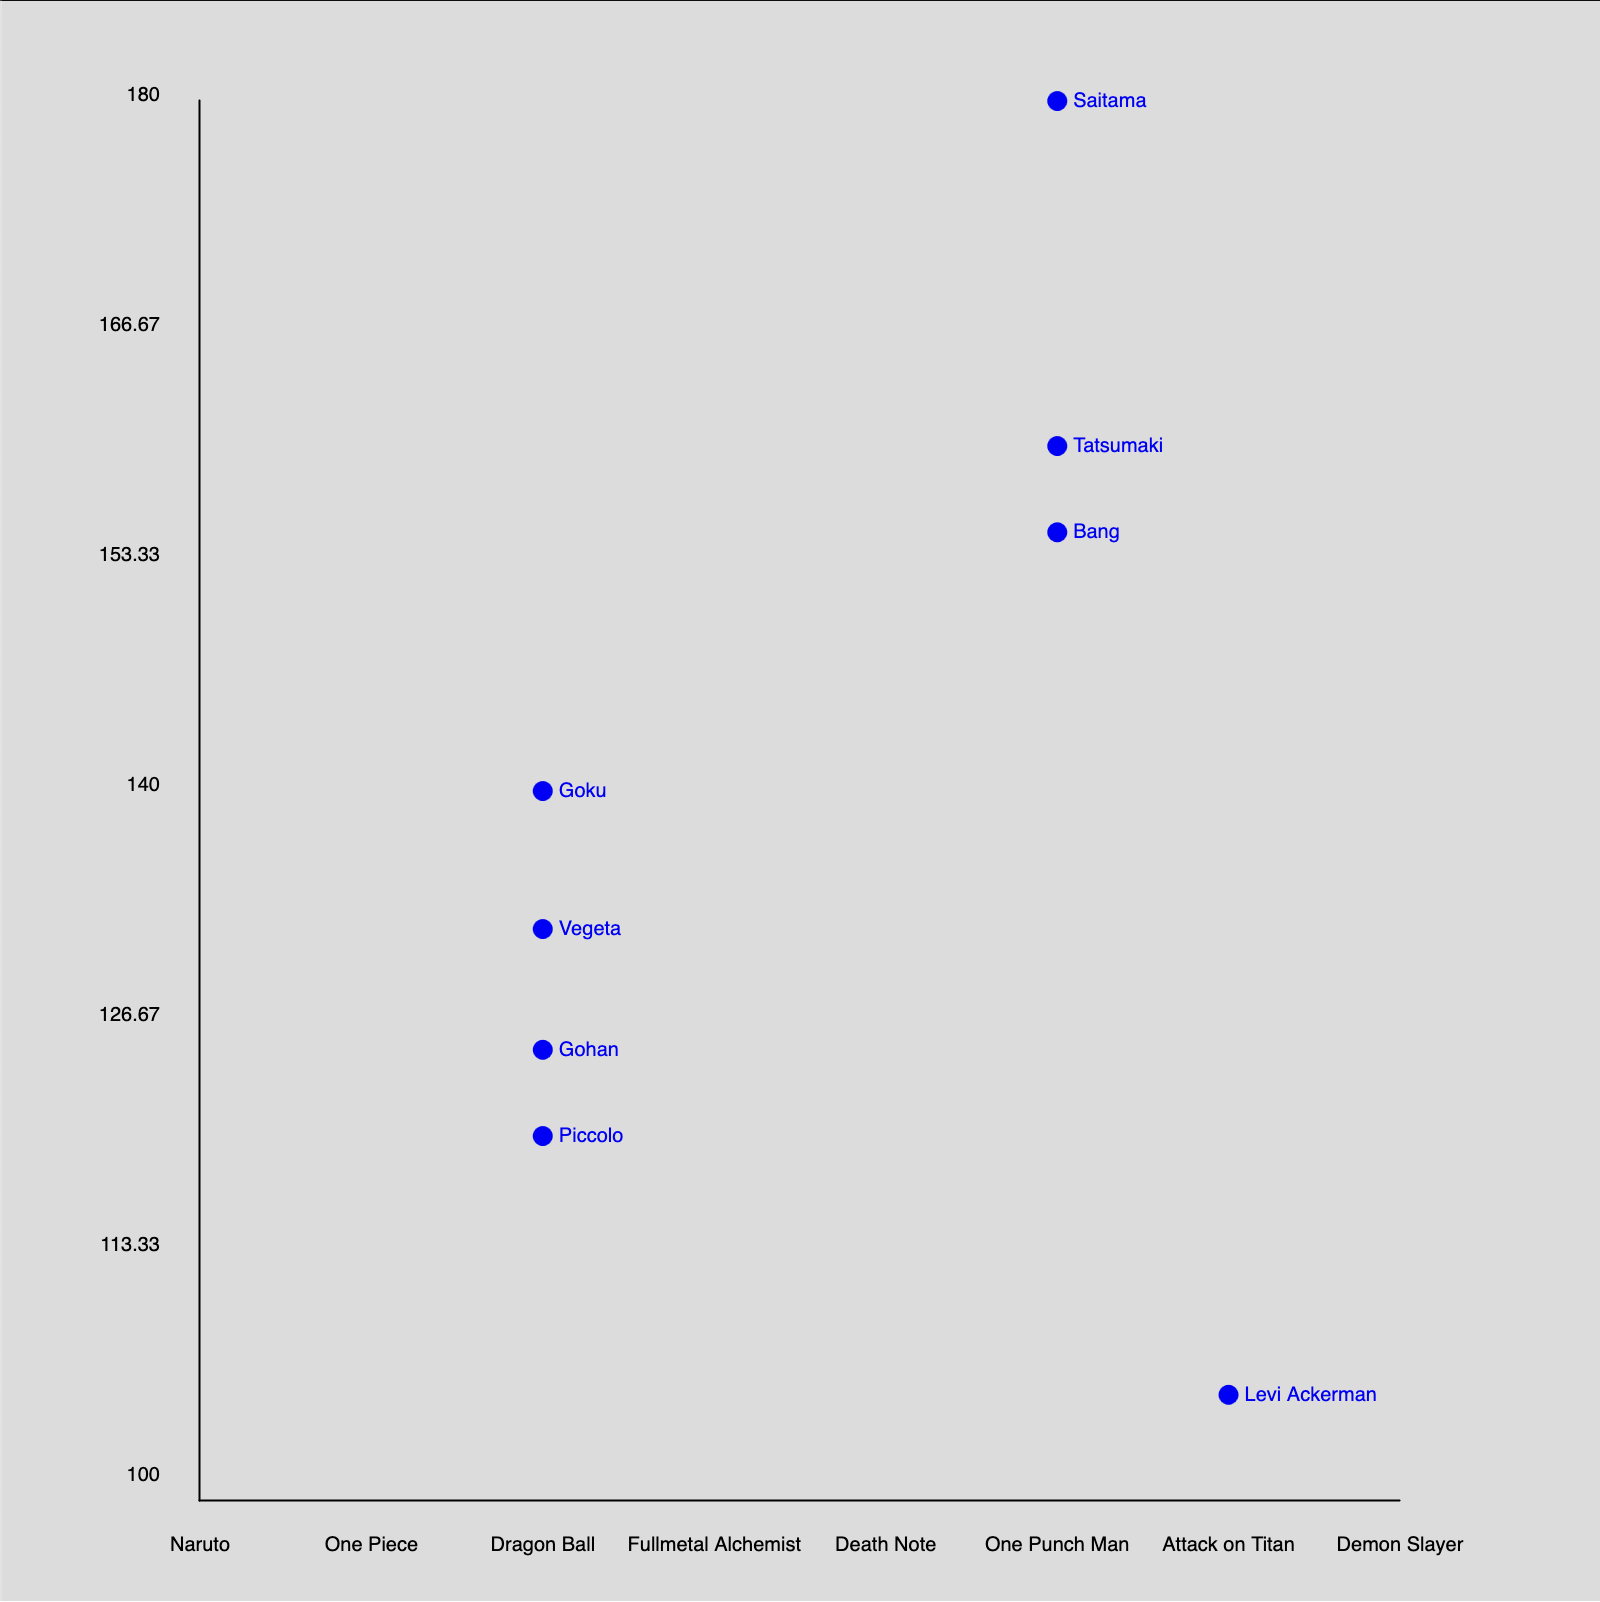 180
Saitama
166.67
Tatsumaki
Bang
153.33
140
Goku
Vegeta
126.67
Gohan
Piccolo
113.33
Levi Ackerman
100
Naruto One Piece Dragon Ball Fullmetal Alchemist Death Note One Punch Man Attack on Titan Demon Slayer